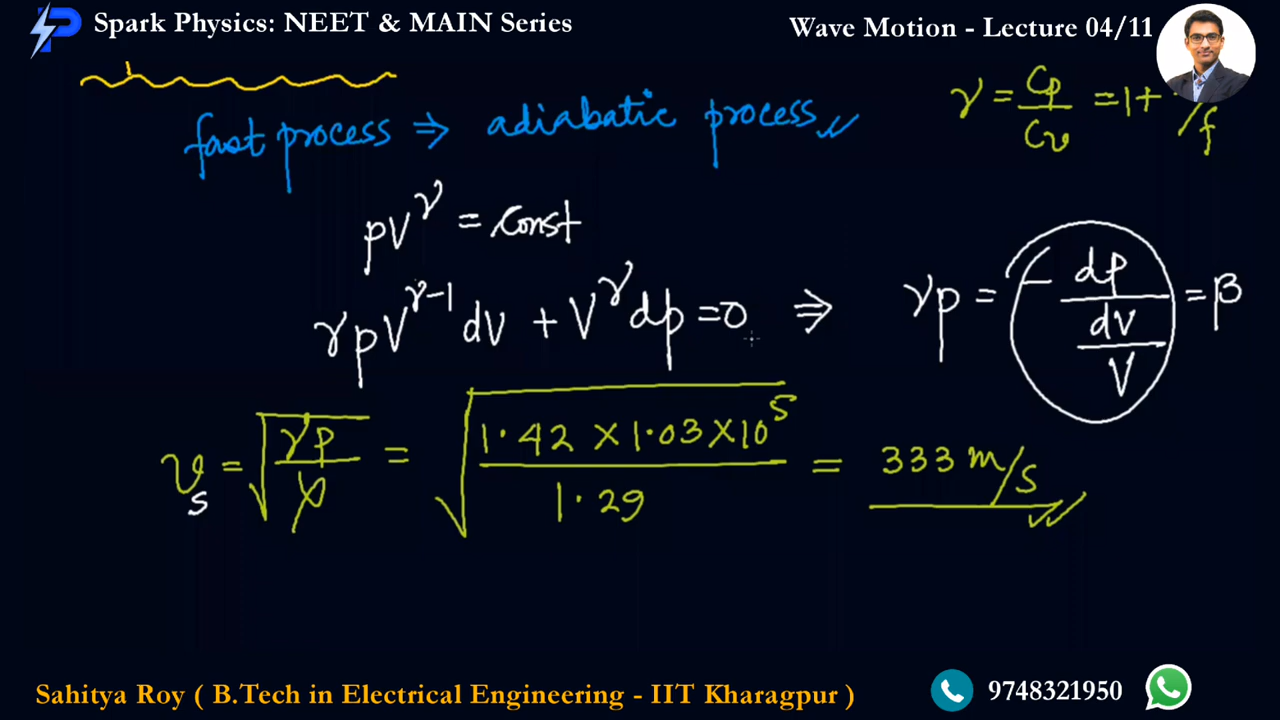 Spark Physics: NEET & MAIN Series
Wave Motion - Lecture 04/11
γ = Cp/Cv = 1+ /f
fast process ⇒ adiabatic process
pV^γ = Const
γpV^(γ-1) dV + V^γ dp = 0 ⇒ γp = - dp/(dV/V) = β
v_s = √(γp/ρ) = √(1.42 × 1.03 × 10^5 / 1.29) = 333 m/s
Sahitya Roy ( B.Tech in Electrical Engineering - IIT Kharagpur )
9748321950